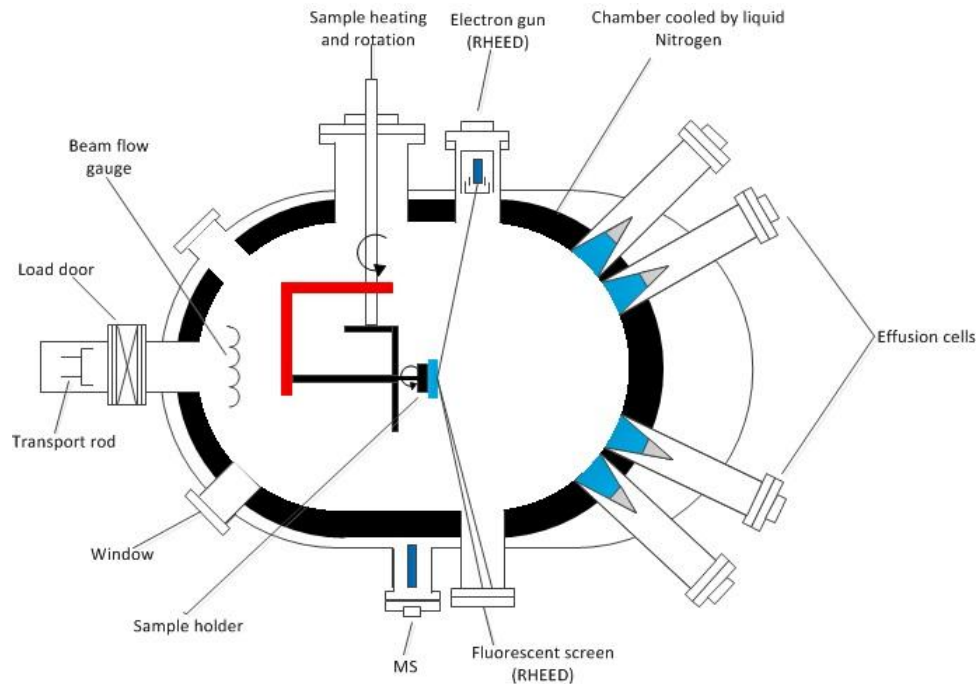 Sample heating
and rotation
Electron gun
(RHEED)
Chamber cooled by liquid
Nitrogen
Beam flow
gauge
Load door
Effusion cells
Transport rod
Window
Sample holder
MS
Fluorescent screen
(RHEED)